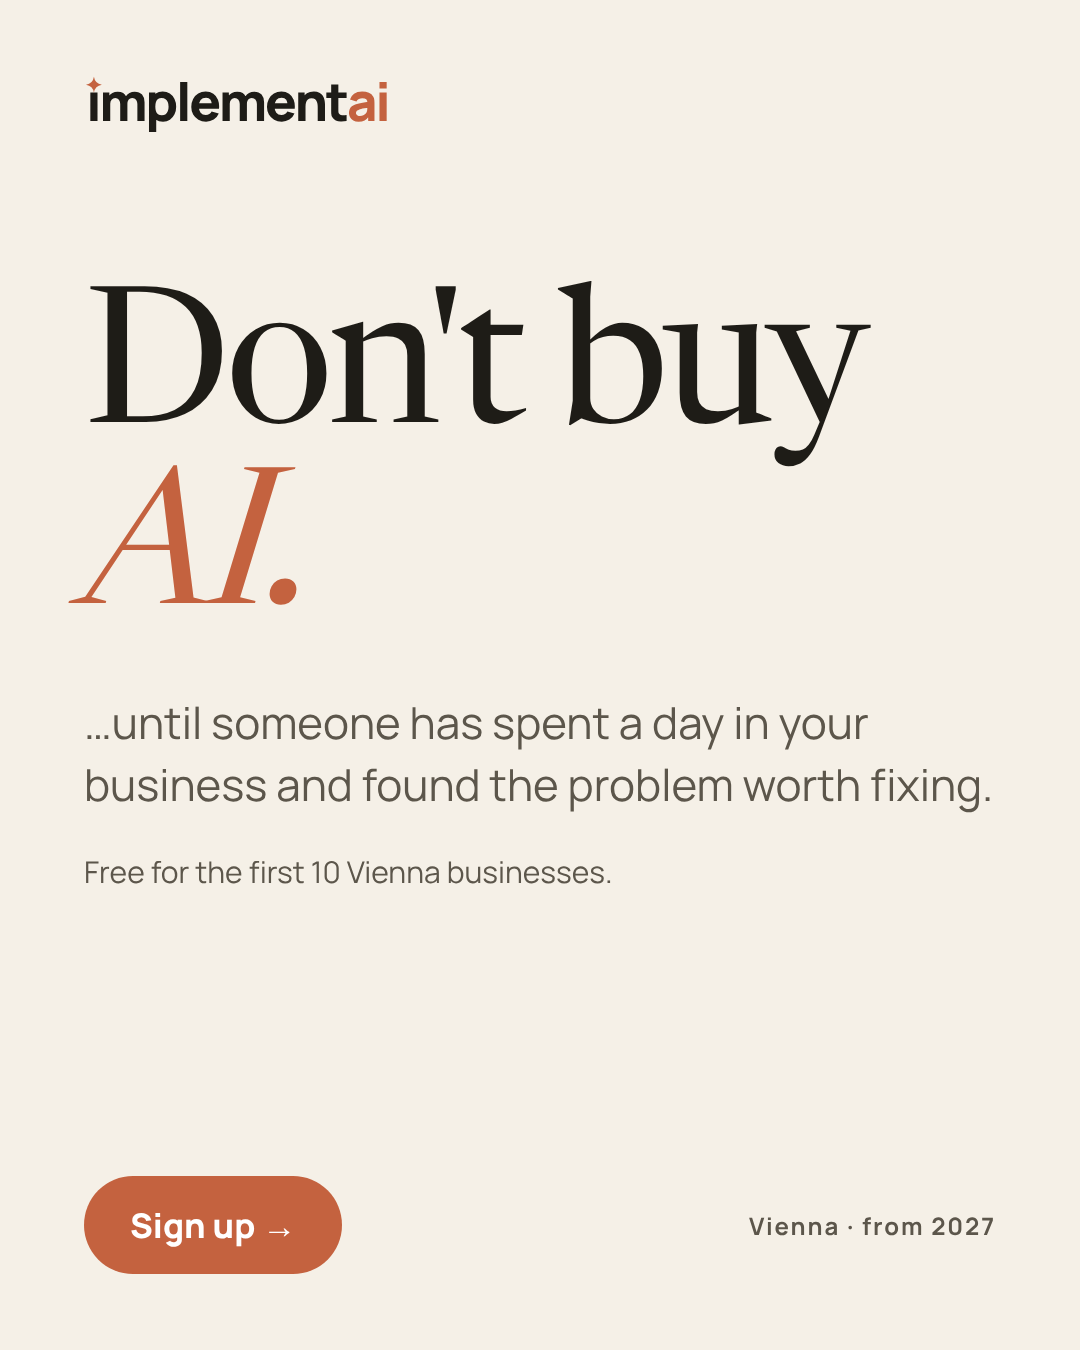 implementai
Don't buy
AI.
…until someone has spent a day in your
business and found the problem worth fixing.
Free for the first 10 Vienna businesses.
Sign up →
Vienna · from 2027